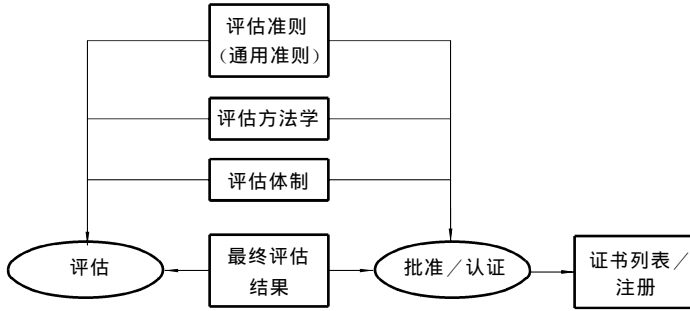 评估准则
（通用准则）
评估方法学
评估体制
评估
最终评估
结果
批准／认证
证书列表／
注册